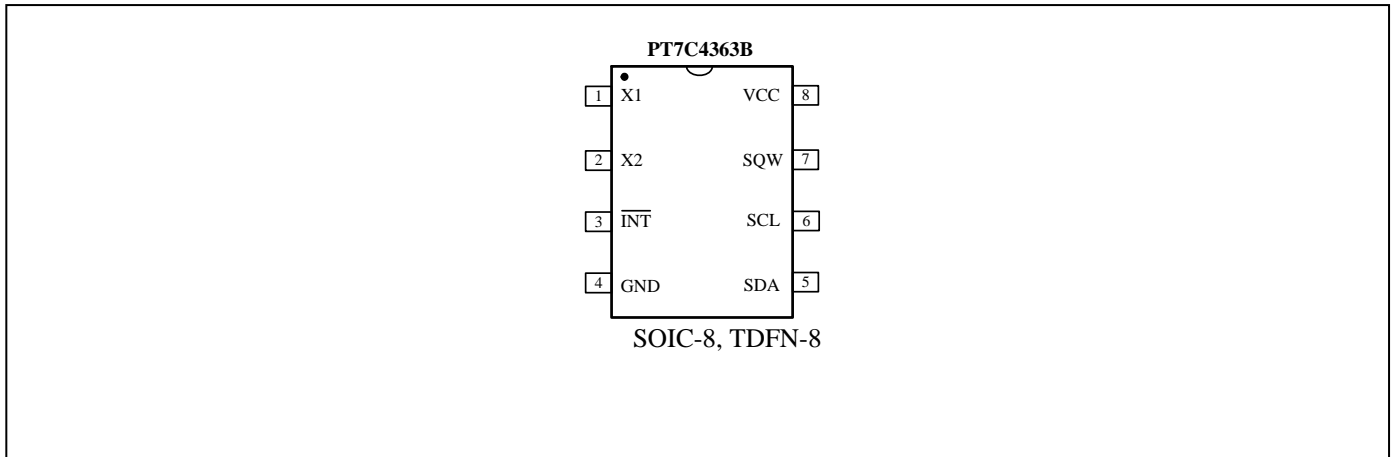 PT7C4363B
1 X1 VCC 8
2 X2 SQW 7
3 INT SCL 6
4 GND SDA 5
SOIC-8, TDFN-8